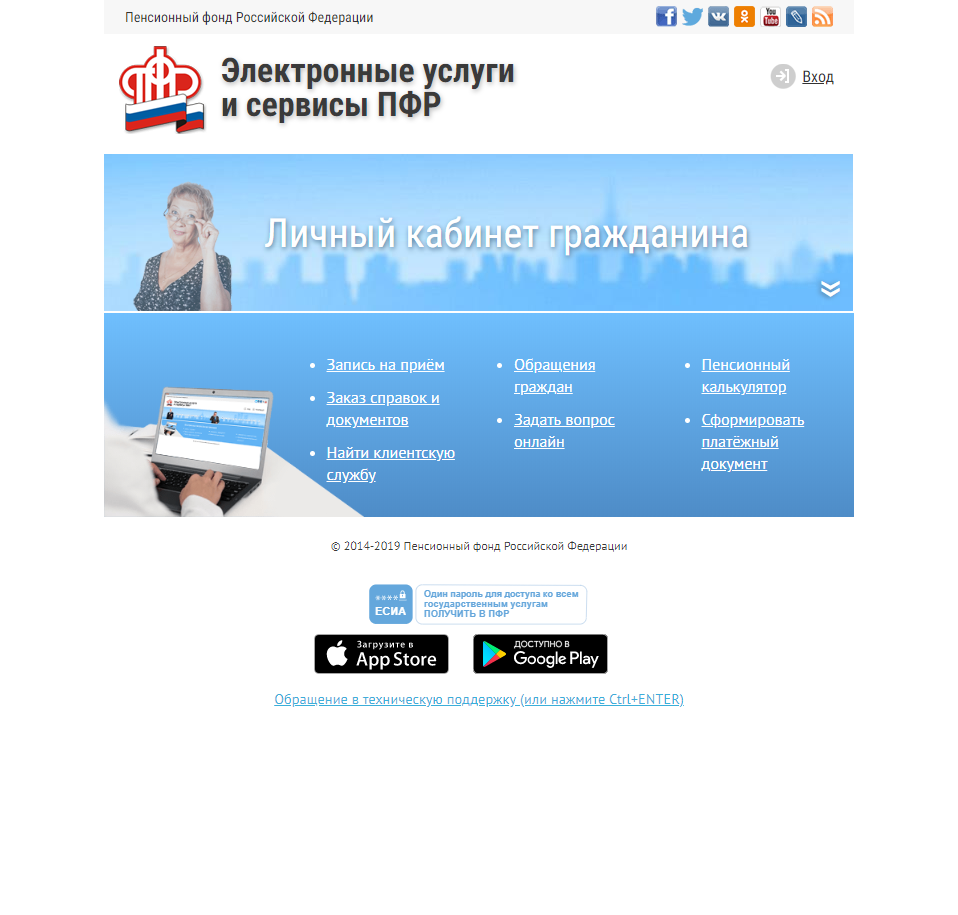 Пенсионный фонд Российской Федерации
You
Tube
ПФР
Электронные услуги
и сервисы ПФР
Вход
Личный кабинет гражданина
Запись на приём
Заказ справок и
документов
Найти клиентскую
службу
Обращения
граждан
Задать вопрос
онлайн
Пенсионный
калькулятор
Сформировать
платёжный
документ
© 2014-2019 Пенсионный фонд Российской Федерации
****
ЕСИА
Один пароль для доступа ко всем
государственным услугам
ПОЛУЧИТЬ В ПФР
Загрузите в
App Store
ДОСТУПНО В
Google Play
Обращение в техническую поддержку (или нажмите Ctrl+ENTER)